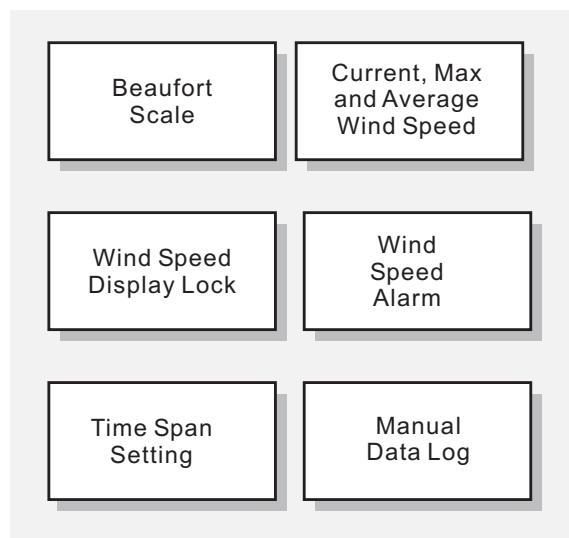 Beaufort
Scale
Current, Max
and Average
Wind Speed
Wind Speed
Display Lock
Wind
Speed
Alarm
Time Span
Setting
Manual
Data Log